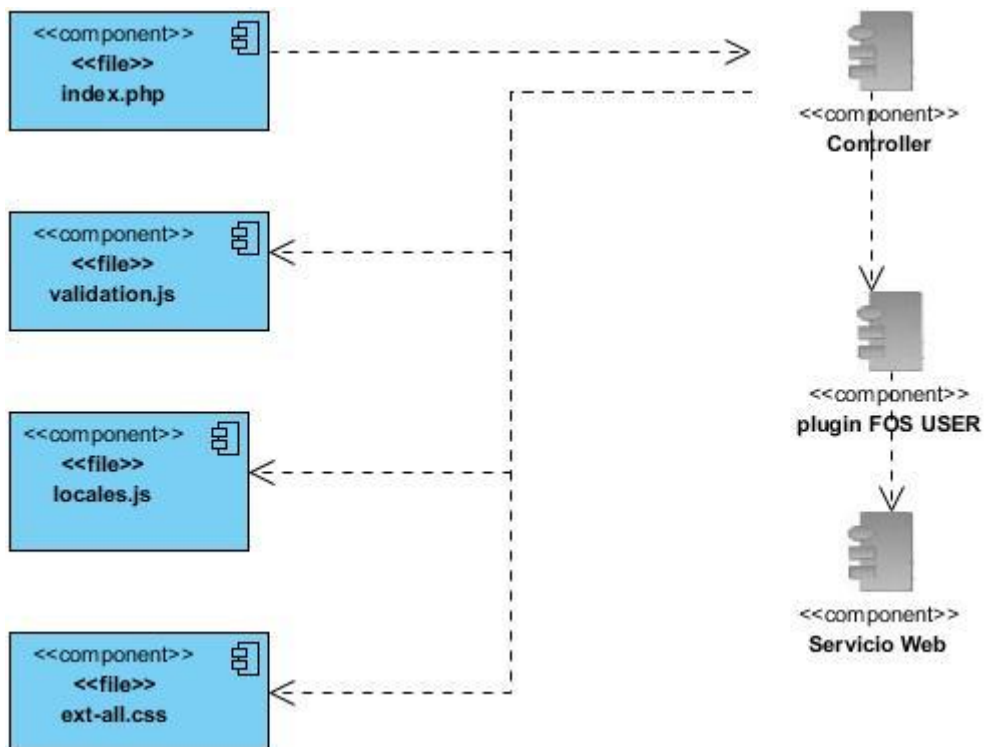 <<component>>
<<file>>
index.php
<<component>>
Controller
<<component>>
<<file>>
validation.js
<<component>>
plugin FOS USER
<<component>>
<<file>>
locales.js
<<component>>
Servicio Web
<<component>>
<<file>>
ext-all.css